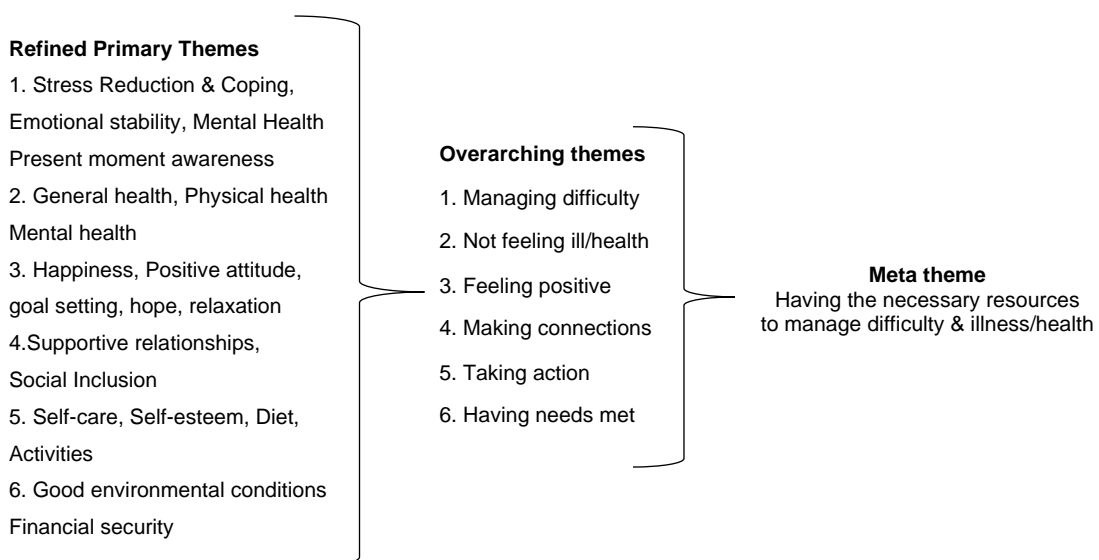 Refined Primary Themes
1. Stress Reduction & Coping,
Emotional stability, Mental Health
Present moment awareness
2. General health, Physical health
Mental health
3. Happiness, Positive attitude,
goal setting, hope, relaxation
4.Supportive relationships,
Social Inclusion
5. Self-care, Self-esteem, Diet,
Activities
6. Good environmental conditions
Financial security
Overarching themes
1. Managing difficulty
2. Not feeling ill/health
3. Feeling positive
4. Making connections
5. Taking action
6. Having needs met
Meta theme
Having the necessary resources
to manage difficulty & illness/health